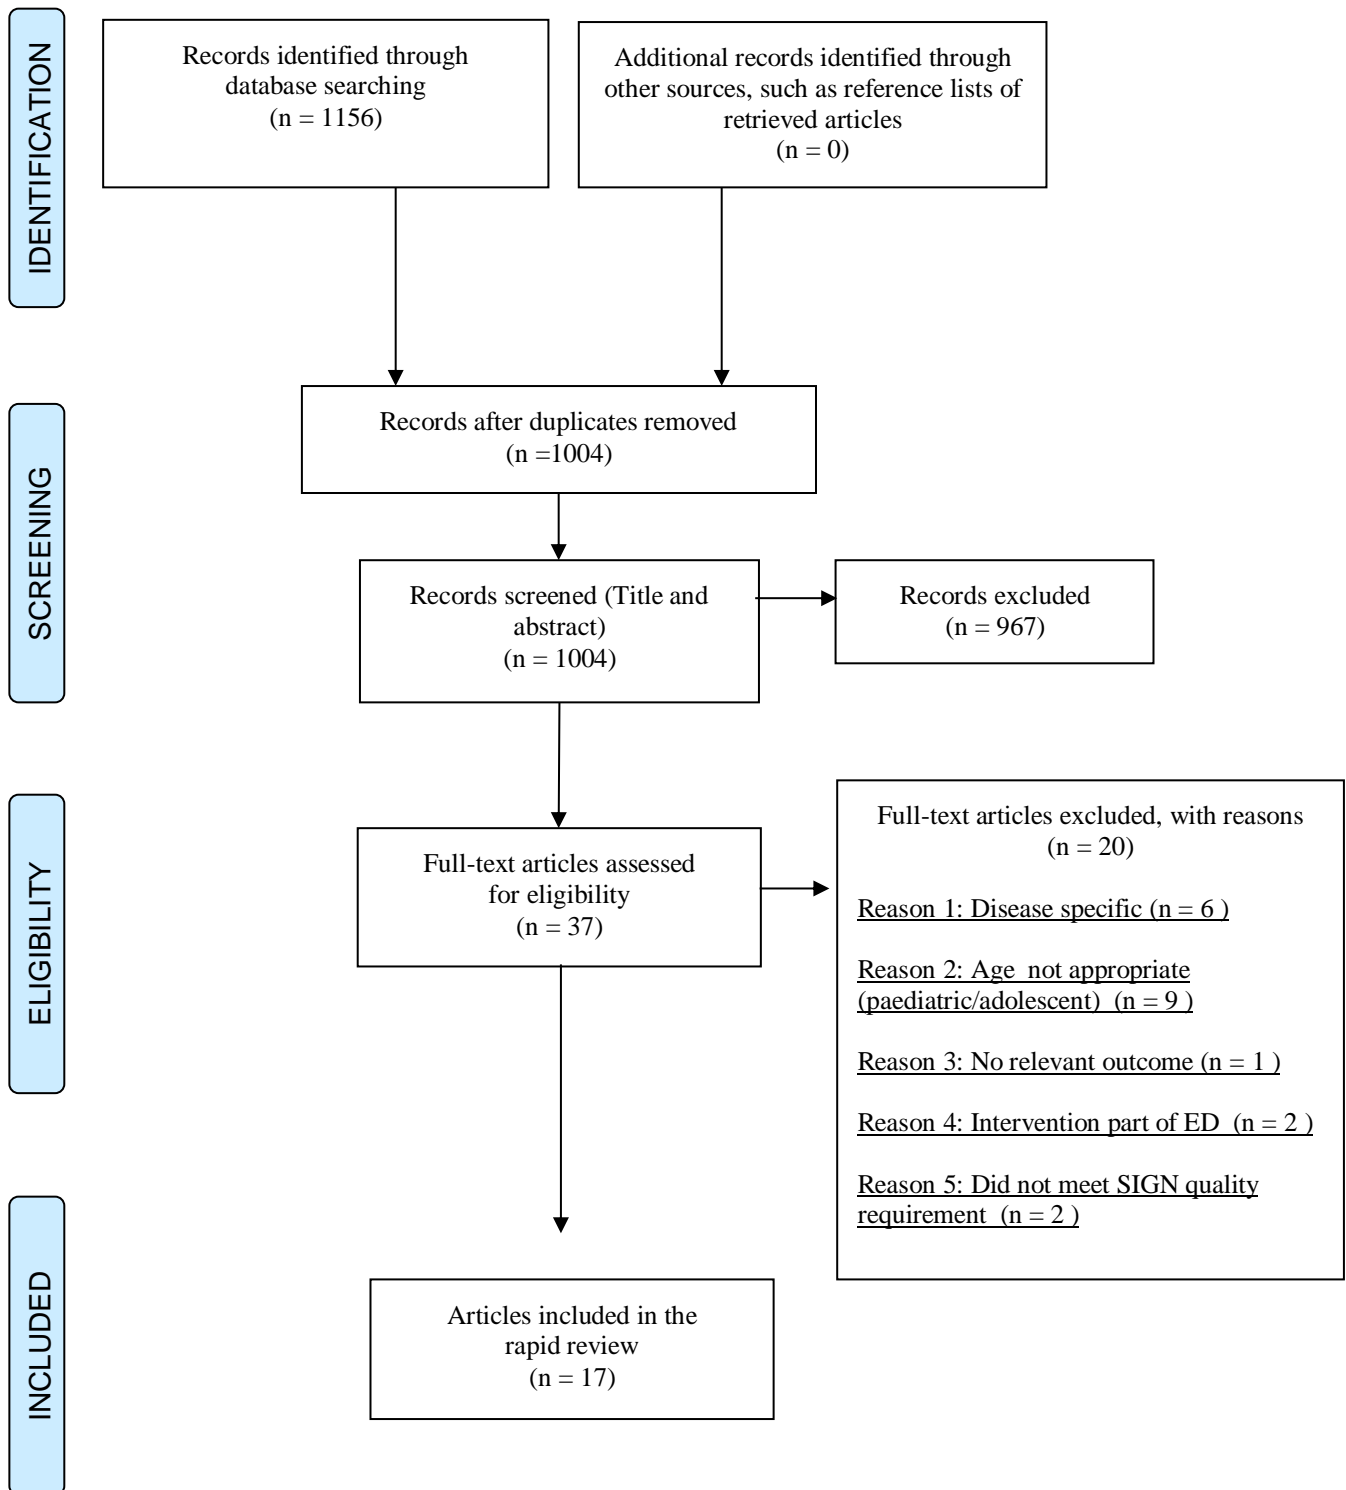 IDENTIFICATION
Records identified through
database searching
(n = 1156)
Additional records identified through
other sources, such as reference lists of
retrieved articles
(n = 0)
SCREENING
Records after duplicates removed
(n =1004)
Records screened (Title and
abstract)
(n = 1004)
Records excluded
(n = 967)
ELIGIBILITY
Full-text articles assessed
for eligibility
(n = 37)
Full-text articles excluded, with reasons
(n = 20)
Reason 1: Disease specific (n = 6 )
Reason 2: Age  not appropriate
(paediatric/adolescent)  (n = 9 )
Reason 3: No relevant outcome (n = 1 )
Reason 4: Intervention part of ED  (n = 2 )
Reason 5: Did not meet SIGN quality
requirement  (n = 2 )
INCLUDED
Articles included in the
rapid review
(n = 17)